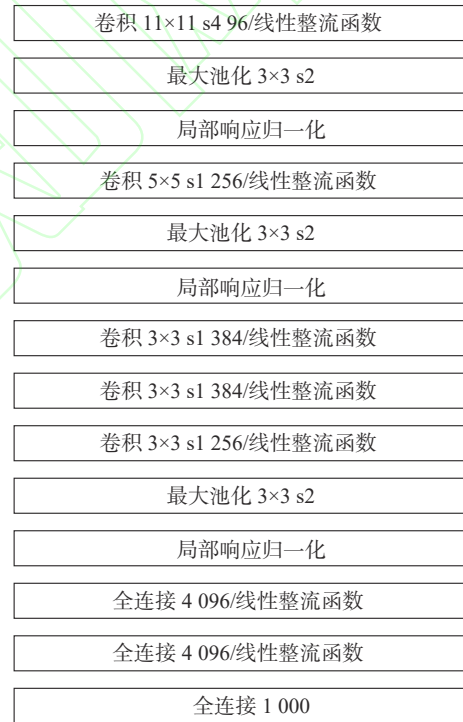 卷积 11×11 s4 96/线性整流函数
最大池化 3×3 s2
局部响应归一化
卷积 5×5 s1 256/线性整流函数
最大池化 3×3 s2
局部响应归一化
卷积 3×3 s1 384/线性整流函数
卷积 3×3 s1 384/线性整流函数
卷积 3×3 s1 256/线性整流函数
最大池化 3×3 s2
局部响应归一化
全连接 4 096/线性整流函数
全连接 4 096/线性整流函数
全连接 1 000